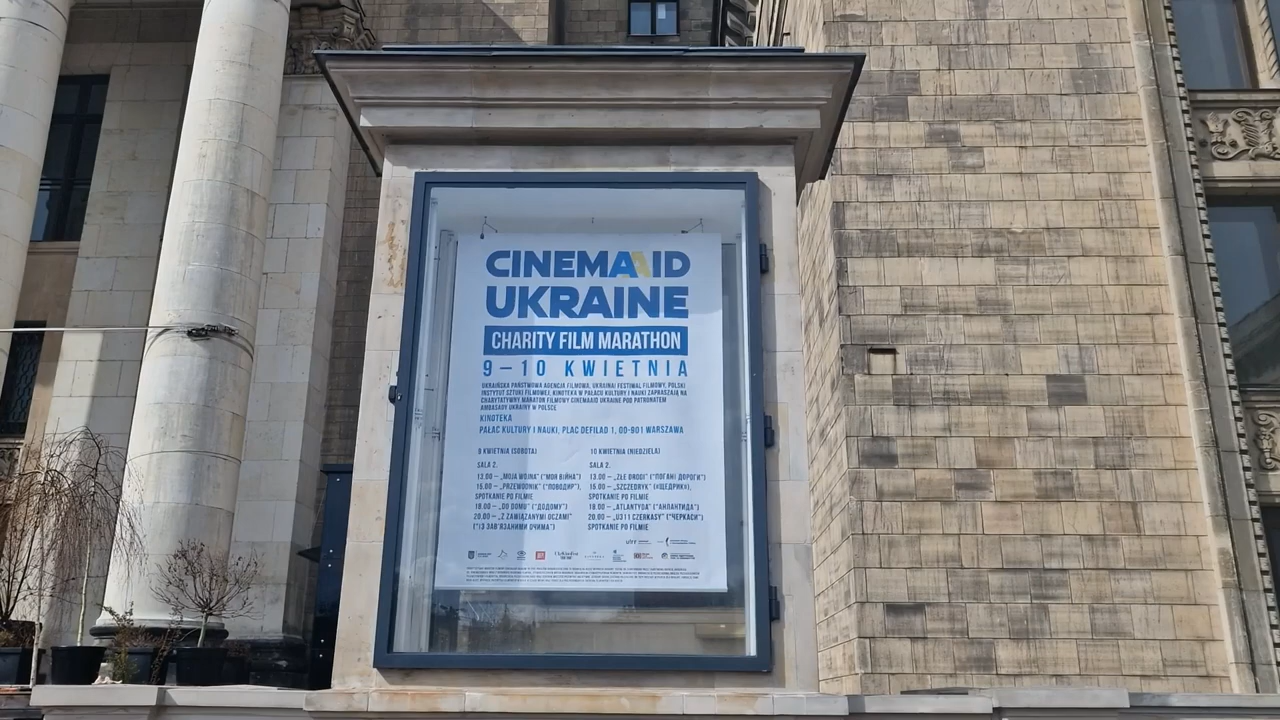 CINEMAAID
UKRAINE
CHARITY FILM MARATHON
9–10 KWIETNIA
UKRAIŃSKA PAŃSTWOWA AGENCJA FILMOWA, UKRAINAI FESTIWAL FILMOWY, POLSKI
INSTYTUT SZTUKI FILMOWEJ, KINOTEKA W PAŁACU KULTURY I NAUKI ZAPRASZAJĄ NA
CHARYTATYWNY MARATON FILMOWY CINEMAAID UKRAINE POD PATRONATEM
AMBASADY UKRAINY W POLSCE
KINOTEKA
PAŁAC KULTURY I NAUKI, PLAC DEFILAD 1, 00-901 WARSZAWA
9 KWIETNIA (SOBOTA)
SALA 2.
13.00 – „MOJA WOJNA" ("МОЯ ВІЙНА")
15.00 – „PRZEWODNIK" ("ПОВОДИР"),
SPOTKANIE PO FILMIE
18.00 – „DO DOMU" ("ДОДОМУ")
20.00 – „Z ZAWIĄZANYMI OCZAMI"
("ІЗ ЗАВ'ЯЗАНИМИ ОЧИМА")
10 KWIETNIA (NIEDZIELA)
SALA 2.
13.00 – „ZŁE DROGI" ("ПОГАНІ ДОРОГИ")
15.00 – „SZCZEDRYK" («ЩЕДРИК»),
SPOTKANIE PO FILMIE
18.00 – „ATLANTYDA" ("АТЛАНТИДА")
20.00 – „U311 CZERKASY" ("ЧЕРКАСИ")
SPOTKANIE PO FILMIE